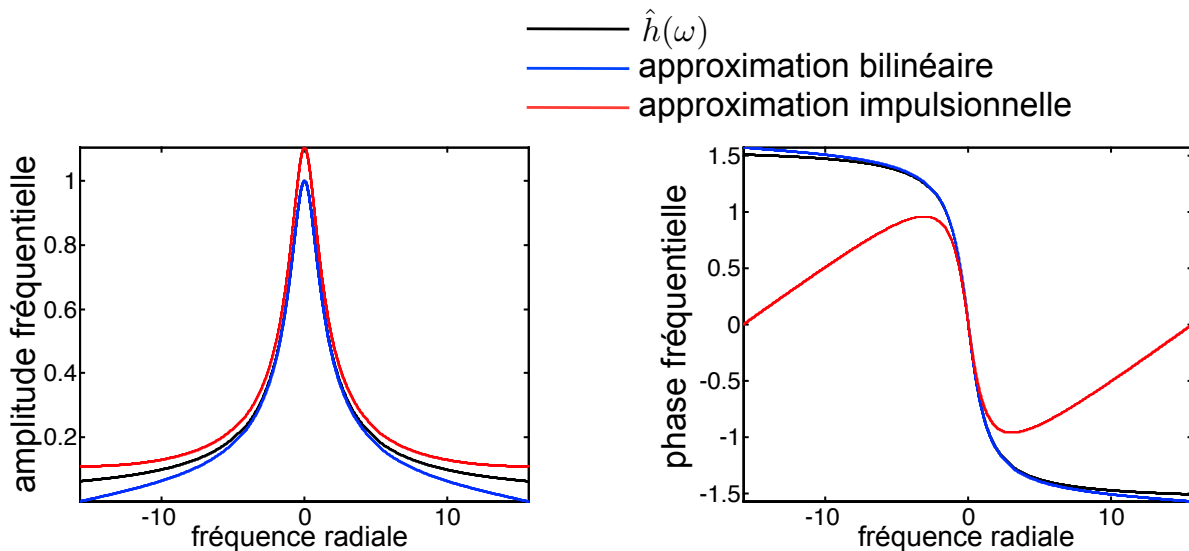 ĥ(ω)
approximation bilinéaire
approximation impulsionnelle
amplitude fréquentielle
1
0.8
0.6
0.4
0.2
-10
0
10
fréquence radiale
phase fréquentielle
1.5
1
0.5
0
-0.5
-1
-1.5
-10
0
10
fréquence radiale